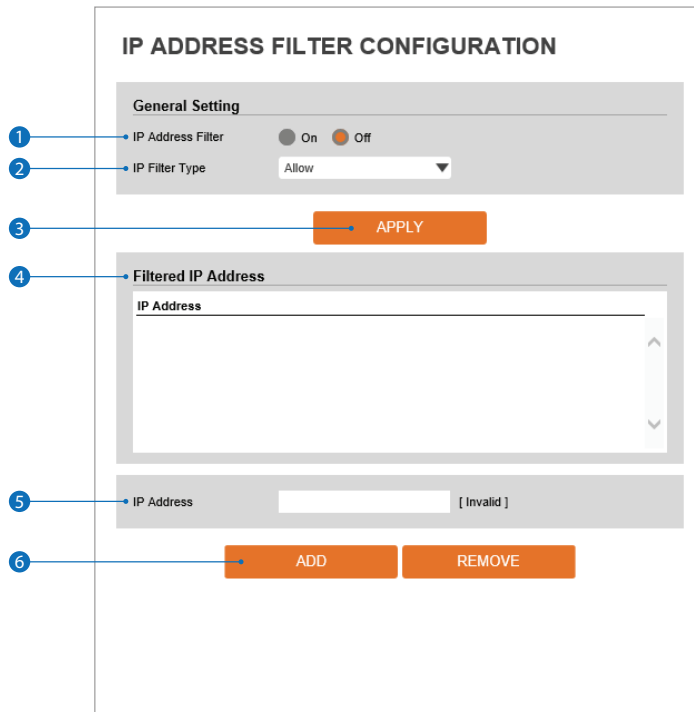 IP ADDRESS FILTER CONFIGURATION
General Setting
1 IP Address Filter On Off
2 IP Filter Type Allow
3 APPLY
4 Filtered IP Address
IP Address
5 IP Address [ Invalid ]
6 ADD REMOVE